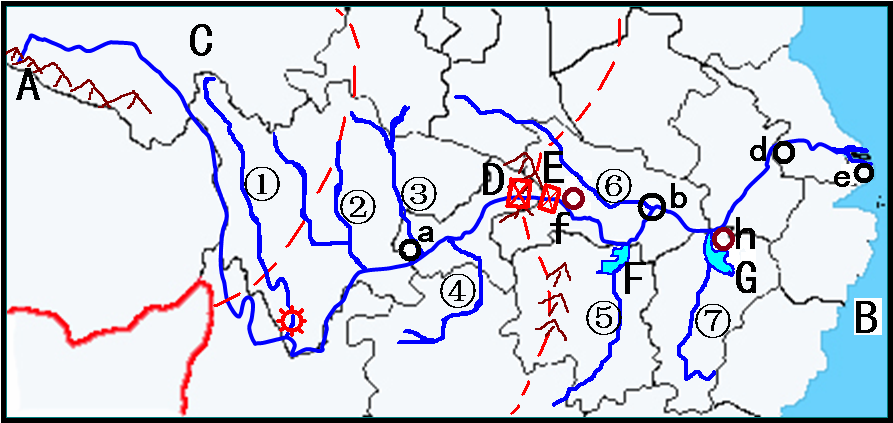 C
A
①
②
③
④
D
E
f
⑥
b
a
d
e
h
G
F
⑤
⑦
B